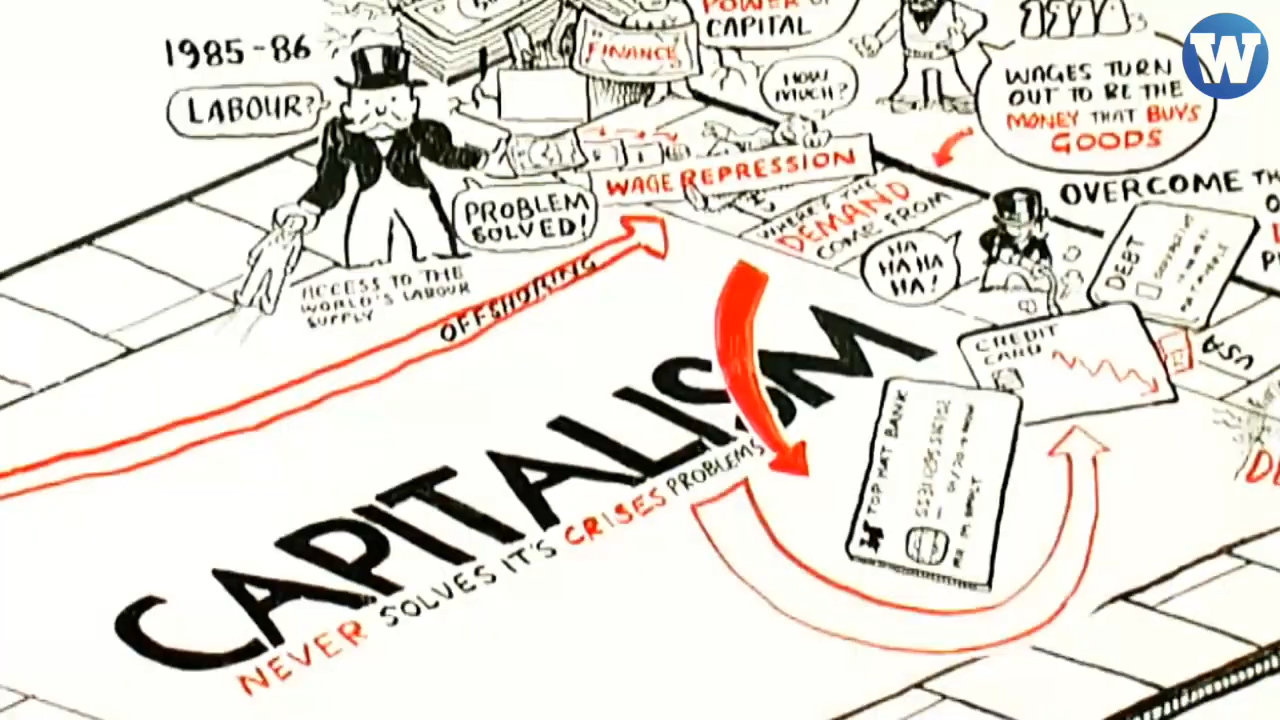 POWER OF
CAPITAL
W
1985-86
FINANCE
LABOUR?
HOW
MUCH?
WAGES TURN
OUT TO BE THE
MONEY THAT BUYS
GOODS
WAGE REPRESSION
PROBLEM
SOLVED!
WHERE'S THE
DEMAND
COME FROM
OVERCOME
HA
HA HA
HA!
ACCESS TO THE
WORLD'S LABOUR
SUPPLY
OFFSHORING
DEBT
CREDIT
CARD
USA
CAPITALISM
NEVER SOLVES IT'S CRISES PROBLEMS
TOP HAT BANK